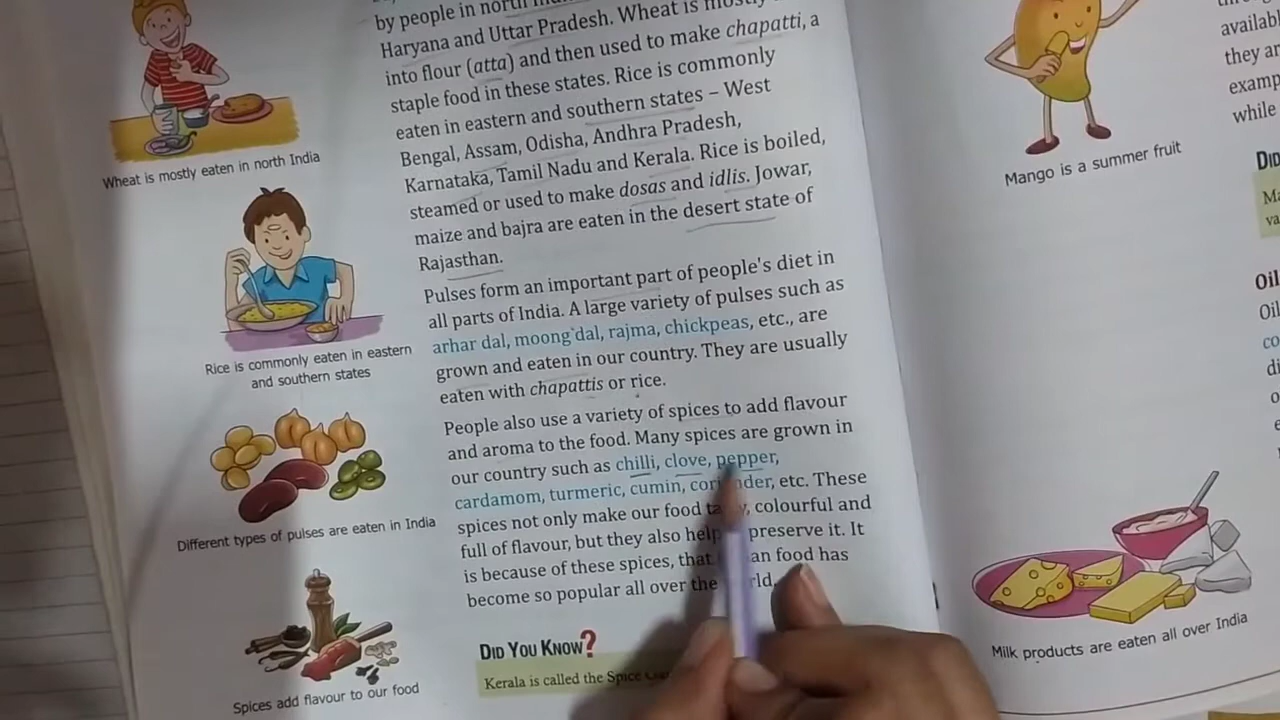 by people in north
Haryana and Uttar Pradesh. Wheat is mostly
into flour (atta) and then used to make chapatti, a
staple food in these states. Rice is commonly
eaten in eastern and southern states – West
Bengal, Assam, Odisha, Andhra Pradesh,
Karnataka, Tamil Nadu and Kerala. Rice is boiled,
steamed or used to make dosas and idlis. Jowar,
maize and bajra are eaten in the desert state of
Rajasthan.
Pulses form an important part of people's diet in
all parts of India. A large variety of pulses such as
arhar dal, moong dal, rajma, chickpeas, etc., are
grown and eaten in our country. They are usually
eaten with chapattis or rice.
People also use a variety of spices to add flavour
and aroma to the food. Many spices are grown in
our country such as chilli, clove, pepper,
cardamom, turmeric, cumin, coriander, etc. These
spices not only make our food tasty, colourful and
full of flavour, but they also help preserve it. It
is because of these spices, that food has
become so popular all over the world.
DID YOU KNOW?
Kerala is called the Spice
Wheat is mostly eaten in north India
Rice is commonly eaten in eastern
and southern states
Different types of pulses are eaten in India
Spices add flavour to our food
Mango is a summer fruit
Milk products are eaten all over India
availab
they ar
examp
while
DID
Ma
va
Oil
Oil
co
di